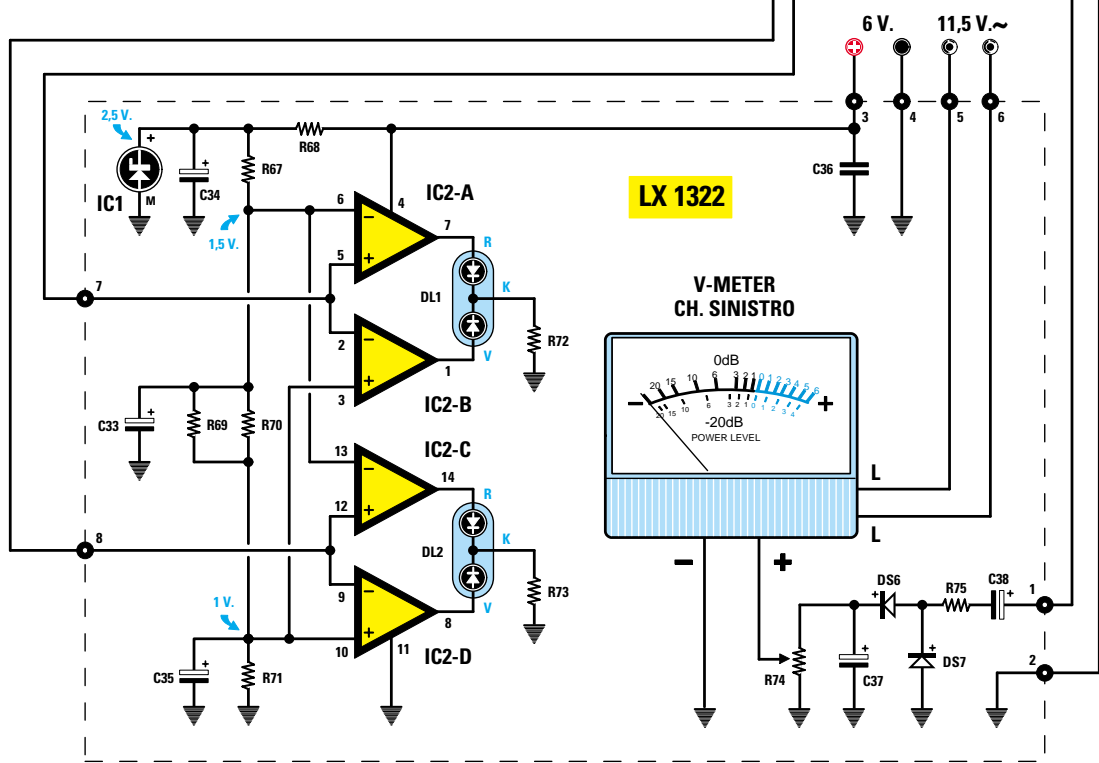 6 V.
11,5 V.~
3
4
5
6
2,5 V.
+
IC1
M
+
C34
R67
R68
C36
LX 1322
1,5 V.
6
4
IC2-A
7
5
R
K
DL1
V
R72
7
2
1
3
IC2-B
+
C33
R69
R70
IC2-C
13
14
12
R
K
DL2
V
R73
8
9
8
10
11
IC2-D
1 V.
+
C35
R71
V-METER
CH. SINISTRO
0dB
20 15 10 6 3 2 1 0 1 2 3 4 5 6
– +
20 15 10 6 3 2 1 0 1 2 3 4
-20dB
POWER LEVEL
L
L
– +
DS6
+
R75
C38
+
1
R74
+
C37
+
DS7
2